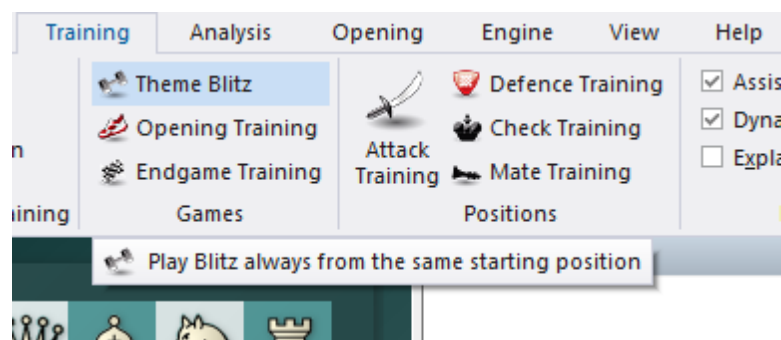 Training Analysis Opening Engine View Help
Theme Blitz
Opening Training
Endgame Training
Games
Attack
Training
Defence Training
Check Training
Mate Training
Positions
Play Blitz always from the same starting position